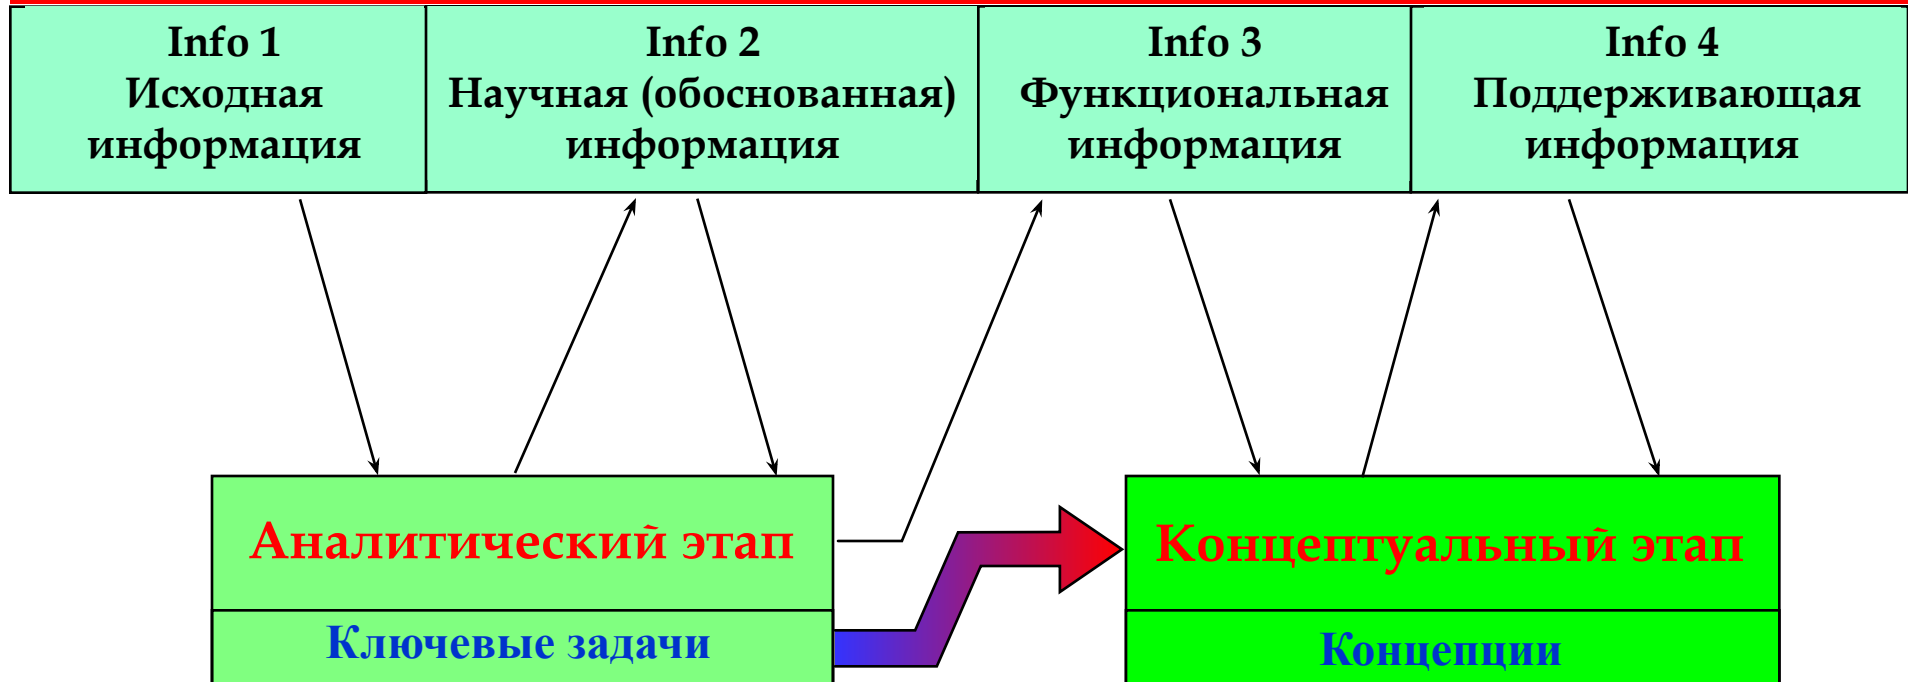 Info 1
Исходная
информация
Info 2
Научная (обоснованная)
информация
Info 3
Функциональная
информация
Info 4
Поддерживающая
информация
Аналитический этап
Ключевые задачи
Концептуальный этап
Концепции